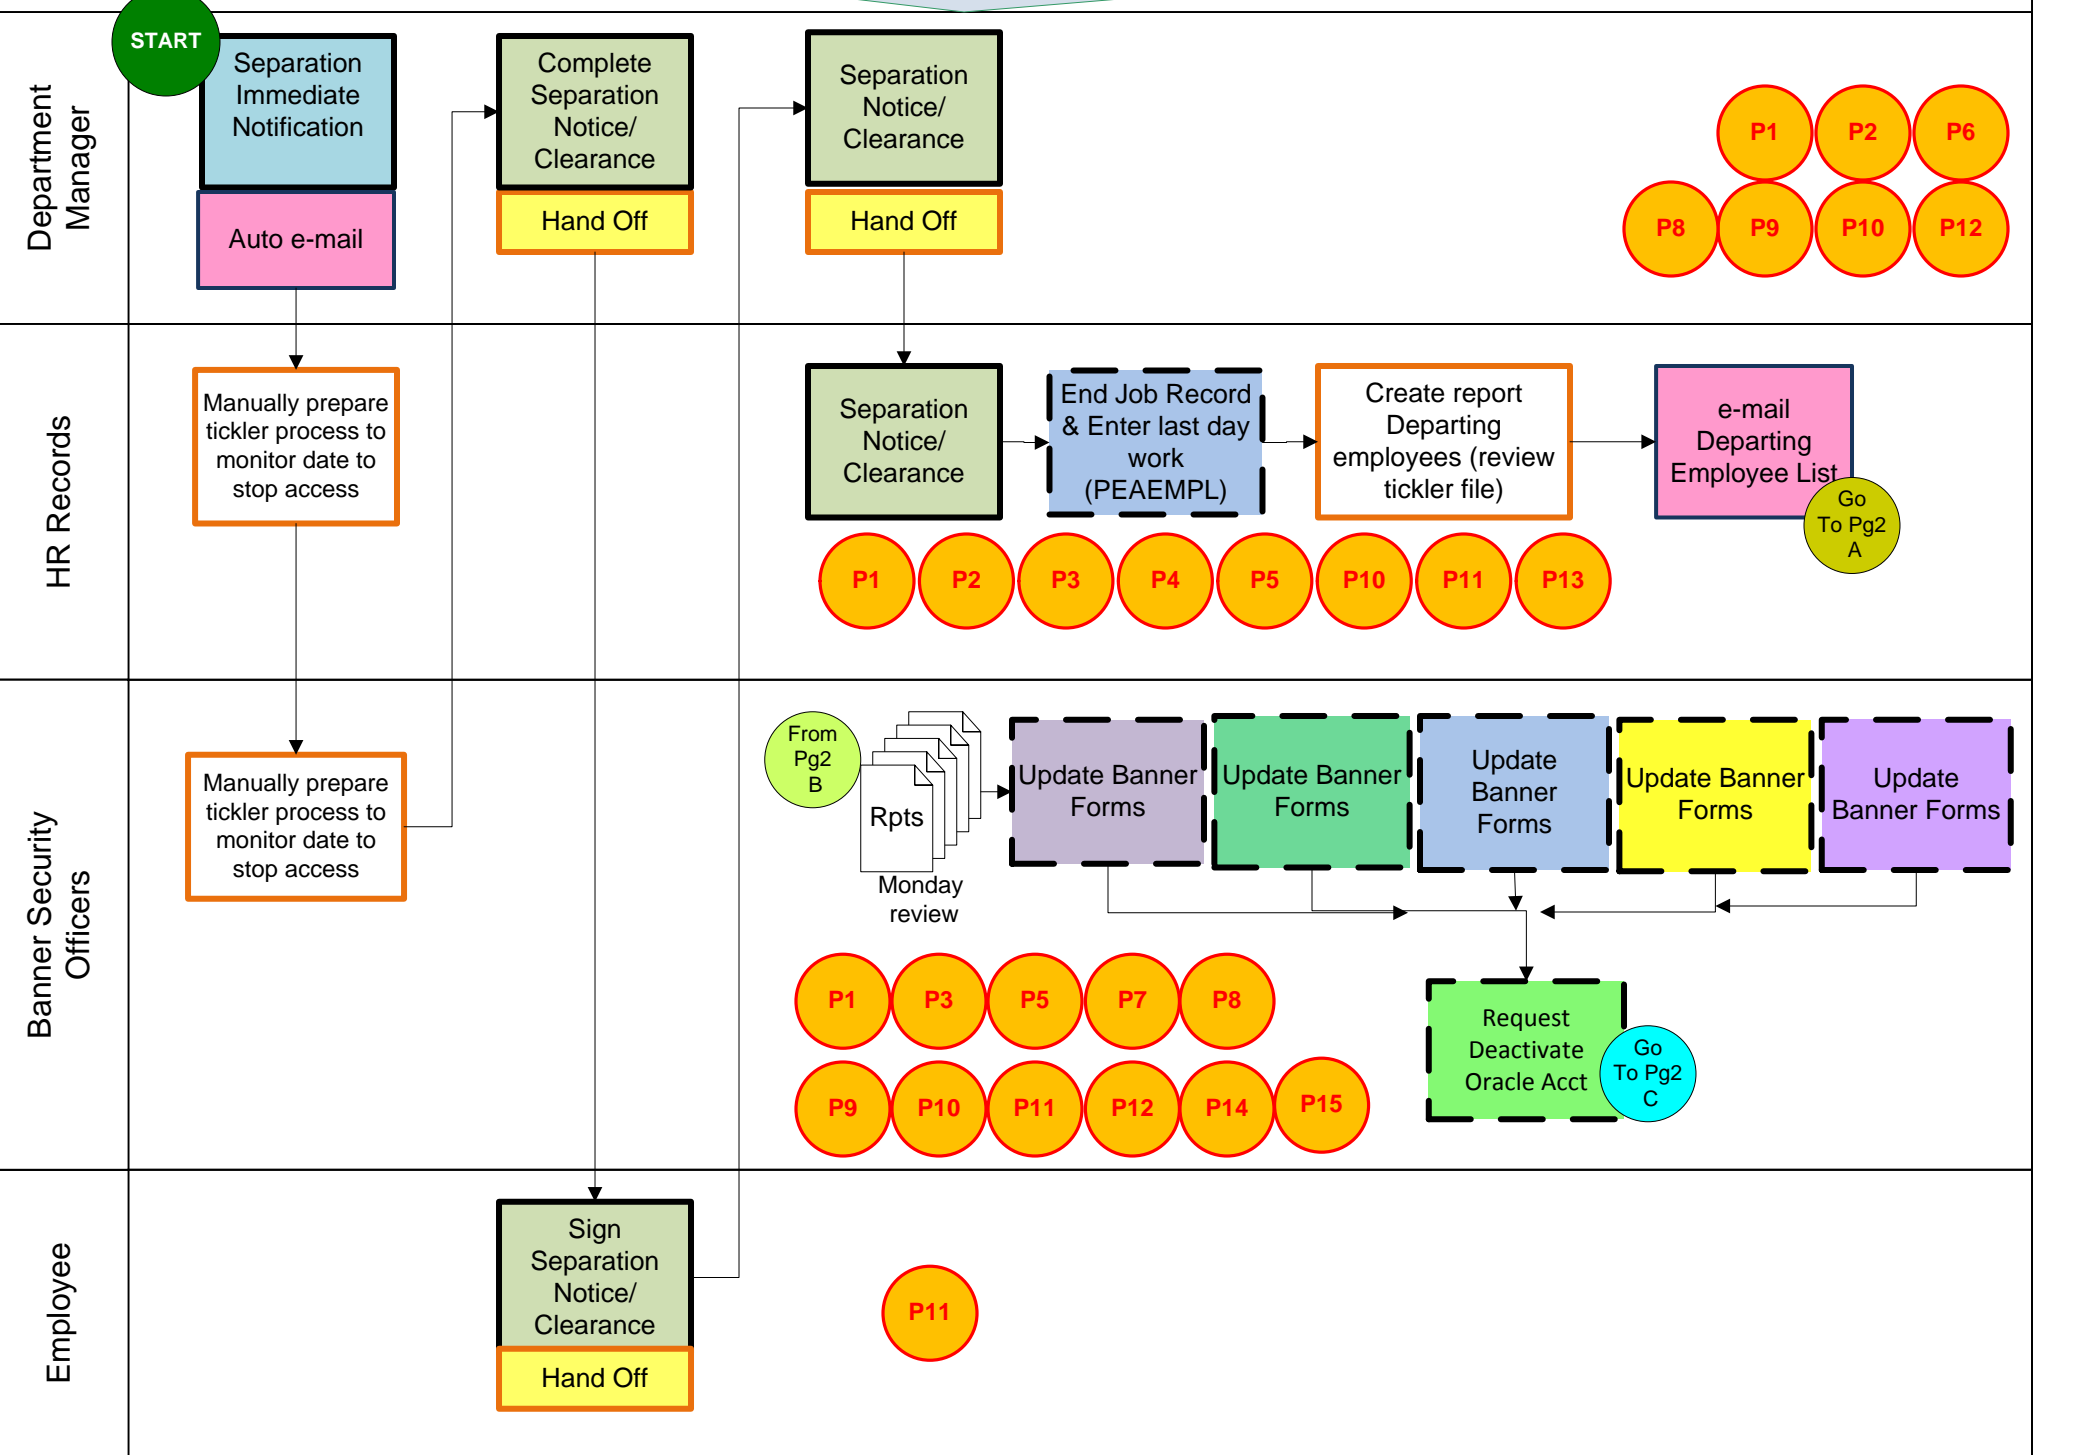 START
Department
Manager
Separation
Immediate
Notification
Auto e-mail
Complete
Separation
Notice/
Clearance
Hand Off
Separation
Notice/
Clearance
Hand Off
P1
P2
P6
P8
P9
P10
P12
HR Records
Manually prepare
tickler process to
monitor date to
stop access
Separation
Notice/
Clearance
End Job Record
& Enter last day
work
(PEAEMPL)
Create report
Departing
employees (review
tickler file)
e-mail
Departing
Employee List
Go
To Pg2
A
P1
P2
P3
P4
P5
P10
P11
P13
Banner Security
Officers
Manually prepare
tickler process to
monitor date to
stop access
From
Pg2
B
Rpts
Monday
review
Update Banner
Forms
Update Banner
Forms
Update
Banner
Forms
Update Banner
Forms
Update
Banner Forms
P1
P3
P5
P7
P8
P9
P10
P11
P12
P14
P15
Request
Deactivate
Oracle Acct
Go
To Pg2
C
Employee
Sign
Separation
Notice/
Clearance
Hand Off
P11